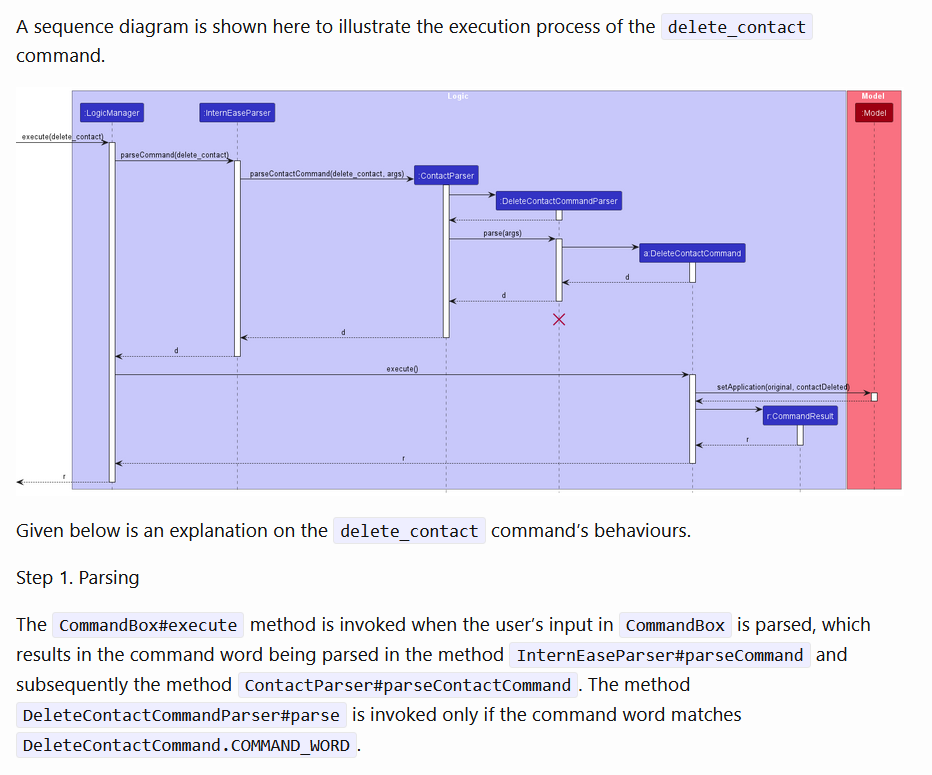 A sequence diagram is shown here to illustrate the execution process of the delete_contact
command.
Logic
Model
:LogicManager
:InternEaseParser
:Model
execute(delete_contact)
parseCommand(delete_contact)
parseContactCommand(delete_contact, args)
:ContactParser
:DeleteContactCommandParser
parse(args)
a:DeleteContactCommand
d
d
d
d
execute()
setApplication(original, contactDeleted)
r:CommandResult
r
r
r
Given below is an explanation on the delete_contact command’s behaviours.
Step 1. Parsing
The CommandBox#execute method is invoked when the user’s input in CommandBox is parsed, which
results in the command word being parsed in the method InternEaseParser#parseCommand and
subsequently the method ContactParser#parseContactCommand. The method
DeleteContactCommandParser#parse is invoked only if the command word matches
DeleteContactCommand.COMMAND_WORD.